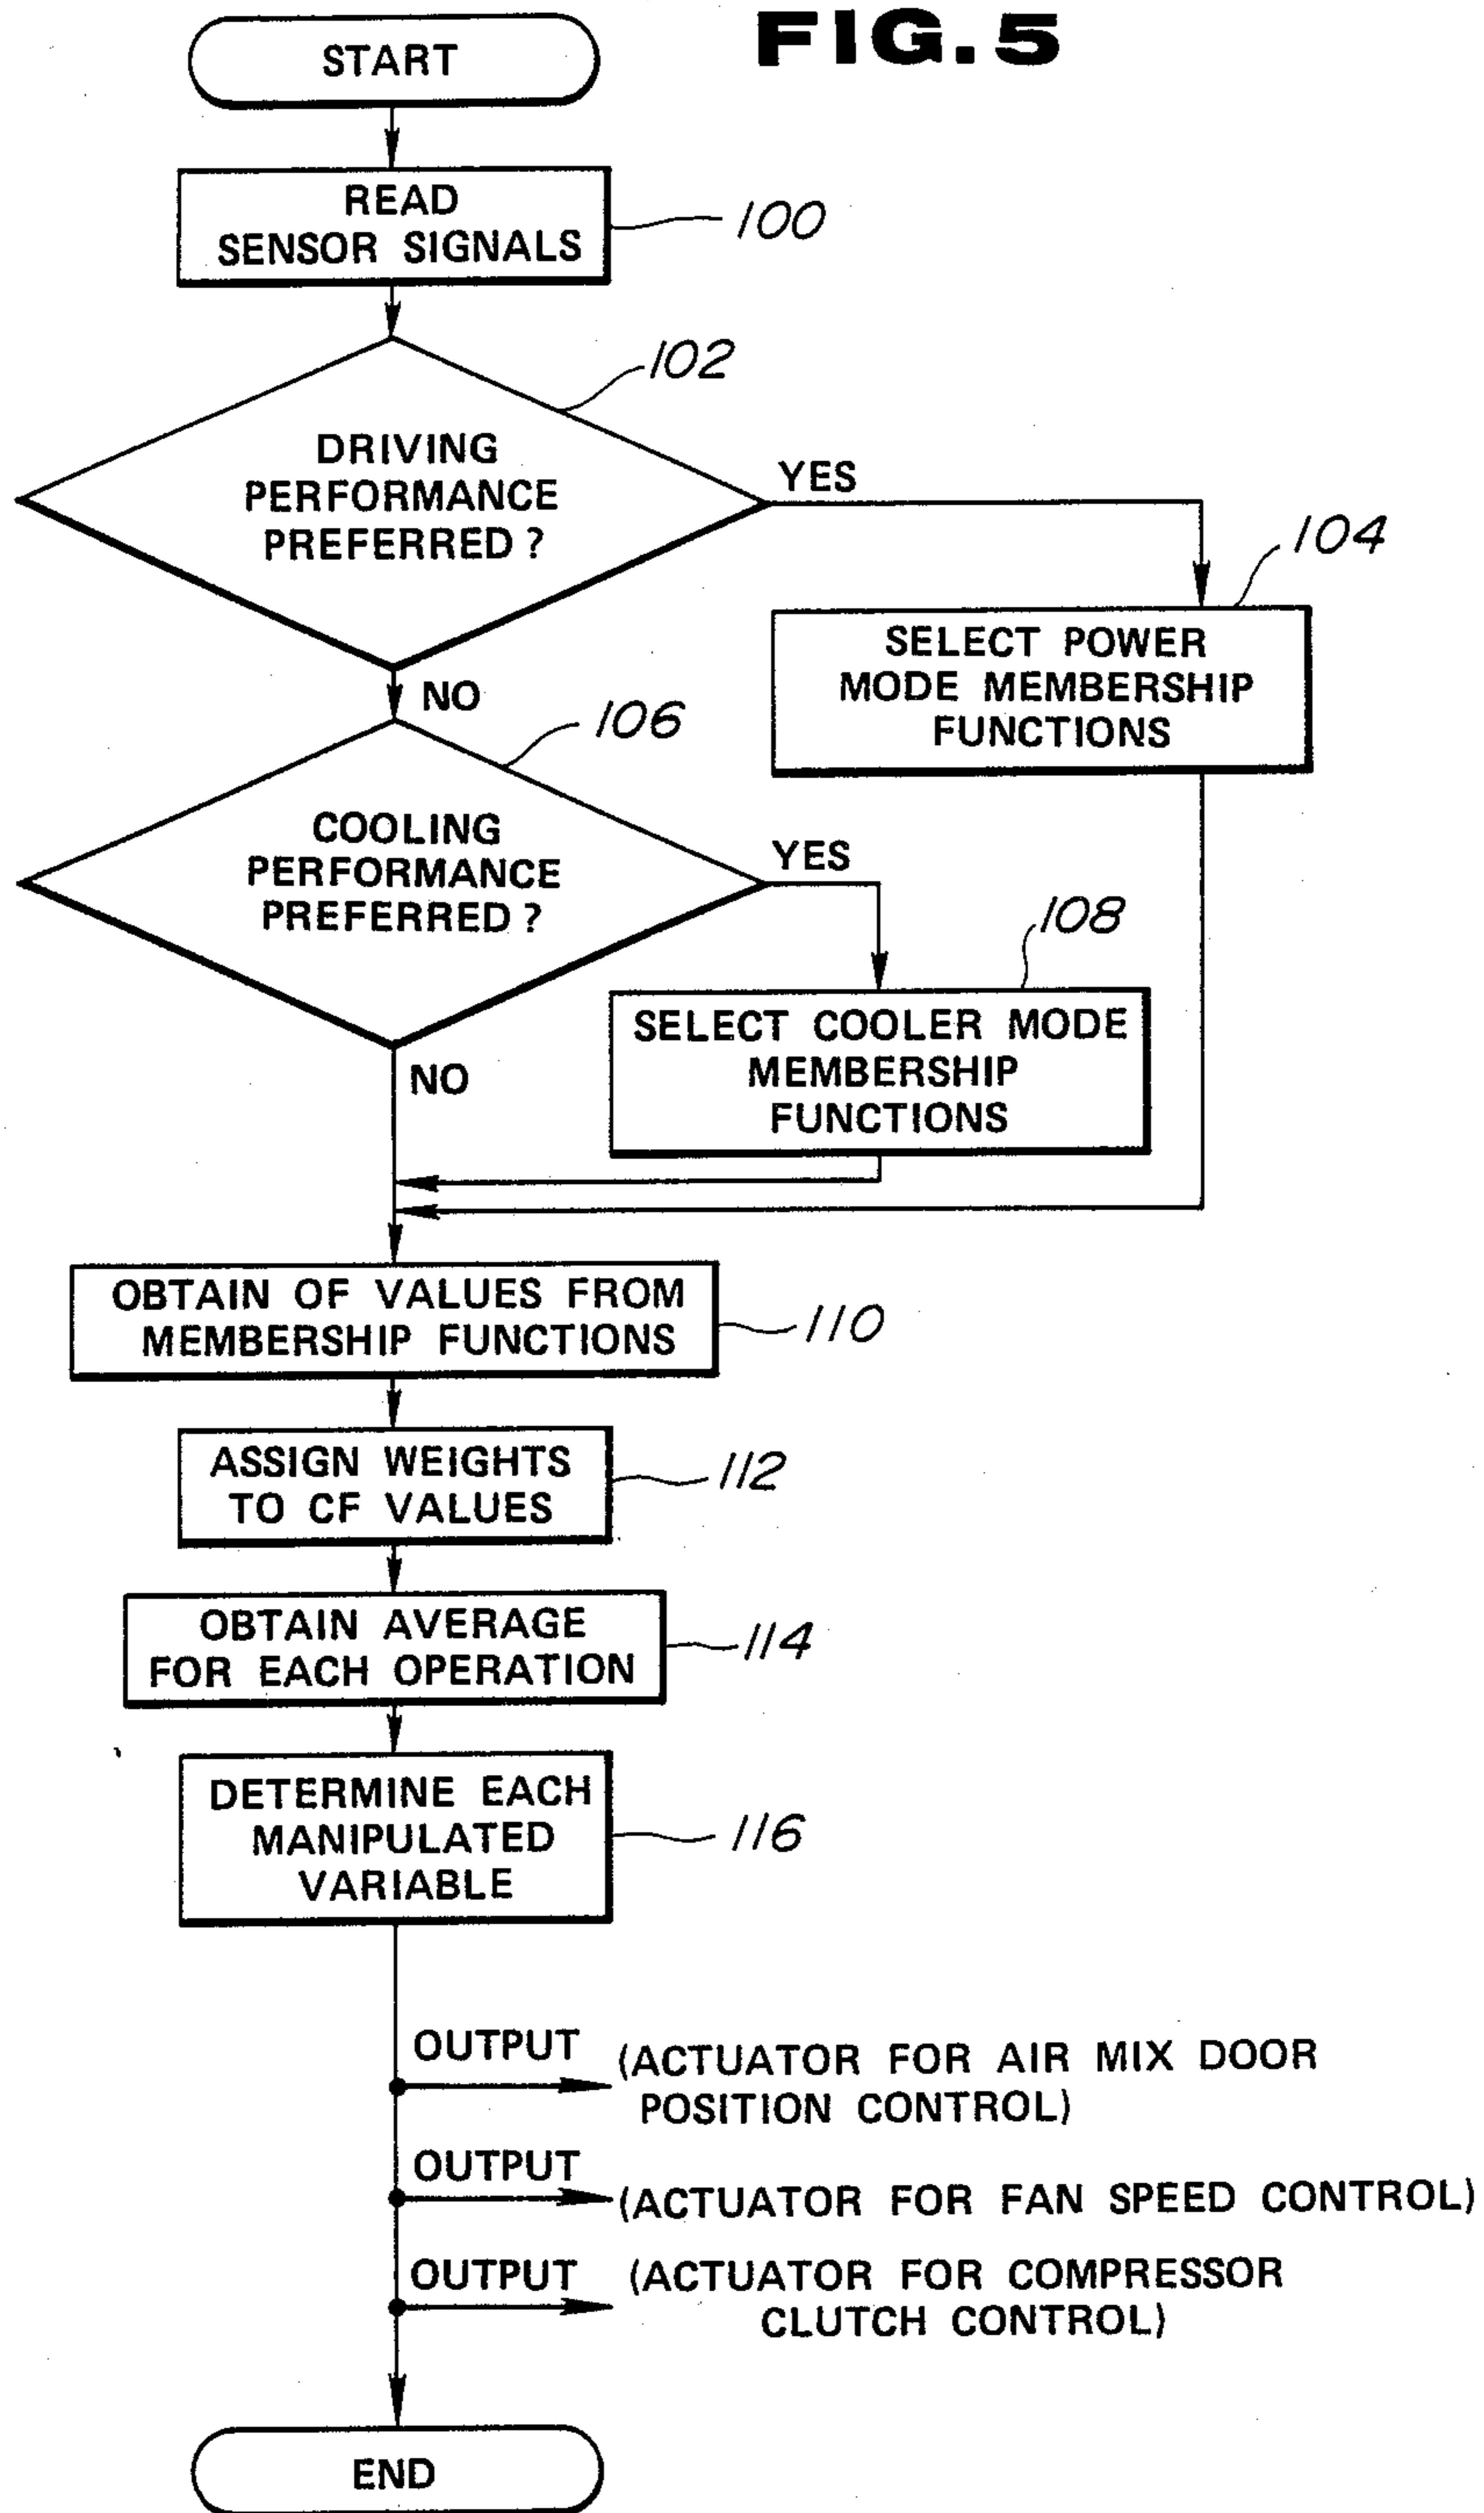 FIG.5
START
READ
SENSOR SIGNALS
100
102
DRIVING
PERFORMANCE
PREFERRED?
YES
104
SELECT POWER
MODE MEMBERSHIP
FUNCTIONS
NO
106
COOLING
PERFORMANCE
PREFERRED?
YES
108
SELECT COOLER MODE
MEMBERSHIP
FUNCTIONS
NO
OBTAIN OF VALUES FROM
MEMBERSHIP FUNCTIONS
110
ASSIGN WEIGHTS
TO CF VALUES
112
OBTAIN AVERAGE
FOR EACH OPERATION
114
DETERMINE EACH
MANIPULATED
VARIABLE
116
OUTPUT
(ACTUATOR FOR AIR MIX DOOR
POSITION CONTROL)
OUTPUT
(ACTUATOR FOR FAN SPEED CONTROL)
OUTPUT
(ACTUATOR FOR COMPRESSOR
CLUTCH CONTROL)
END